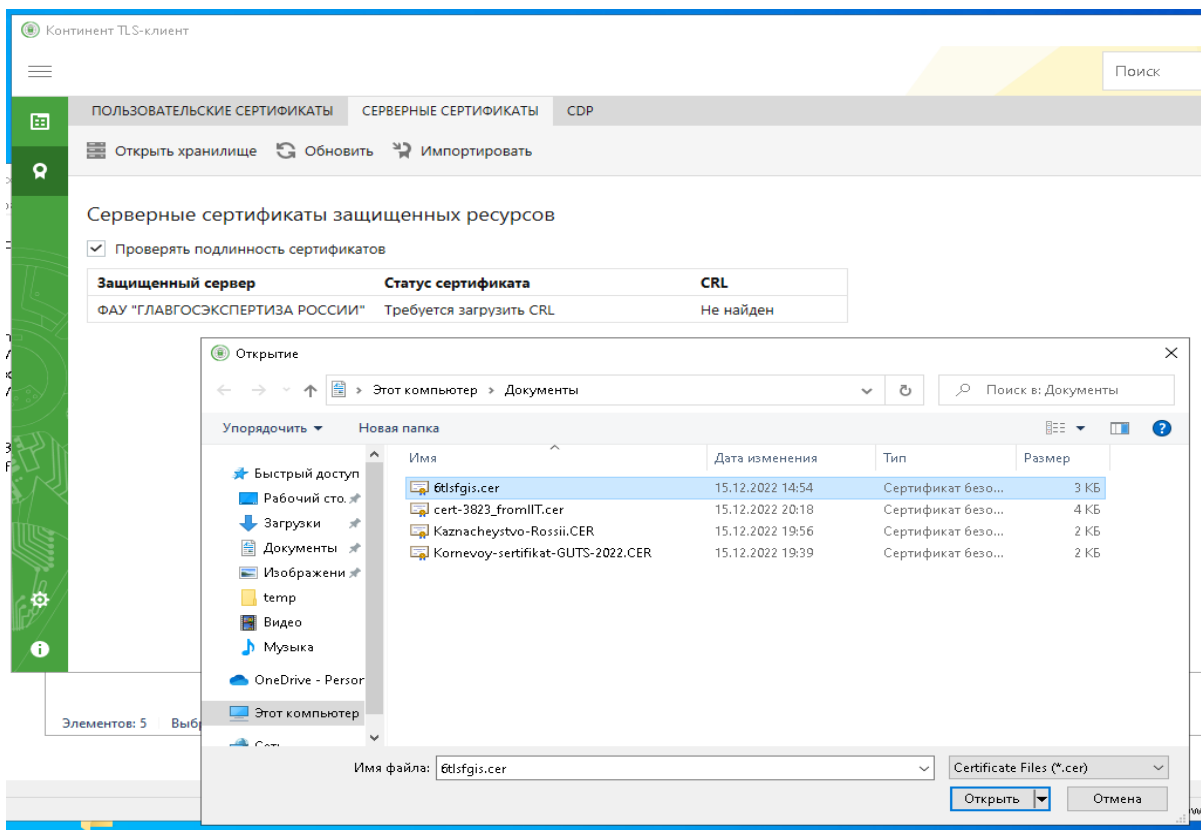 Континент TLS-клиент
Поиск
ПОЛЬЗОВАТЕЛЬСКИЕ СЕРТИФИКАТЫ СЕРВЕРНЫЕ СЕРТИФИКАТЫ CDP
Открыть хранилище Обновить Импортировать
Серверные сертификаты защищенных ресурсов
Проверять подлинность сертификатов
Защищенный сервер Статус сертификата CRL
ФАУ "ГЛАВГОСЭКСПЕРТИЗА РОССИИ" Требуется загрузить CRL Не найден
Открытие
Этот компьютер > Документы Поиск в: Документы
Упорядочить Новая папка
Имя Дата изменения Тип Размер
Быстрый доступ
Рабочий сто.
Загрузки
Документы
Изображени
temp
Видео
Музыка
OneDrive - Person
Этот компьютер
6tlsfgis.cer 15.12.2022 14:54 Сертификат безо... 3 КБ
cert-3823_fromIIT.cer 15.12.2022 20:18 Сертификат безо... 4 КБ
Kaznacheystvo-Rossii.CER 15.12.2022 19:56 Сертификат безо... 2 КБ
Kornevoy-sertifikat-GUTS-2022.CER 15.12.2022 19:39 Сертификат безо... 2 КБ
Элементов: 5
Имя файла: 6tlsfgis.cer Certificate Files (*.cer)
Открыть Отмена